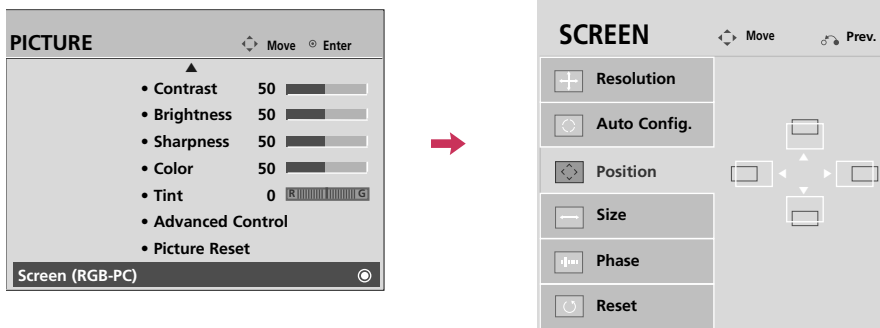 PICTURE
Move
Enter
• Contrast 50
• Brightness 50
• Sharpness 50
• Color 50
• Tint 0 R G
• Advanced Control
• Picture Reset
Screen (RGB-PC)
SCREEN
Move
Prev.
Resolution
Auto Config.
Position
Size
Phase
Reset